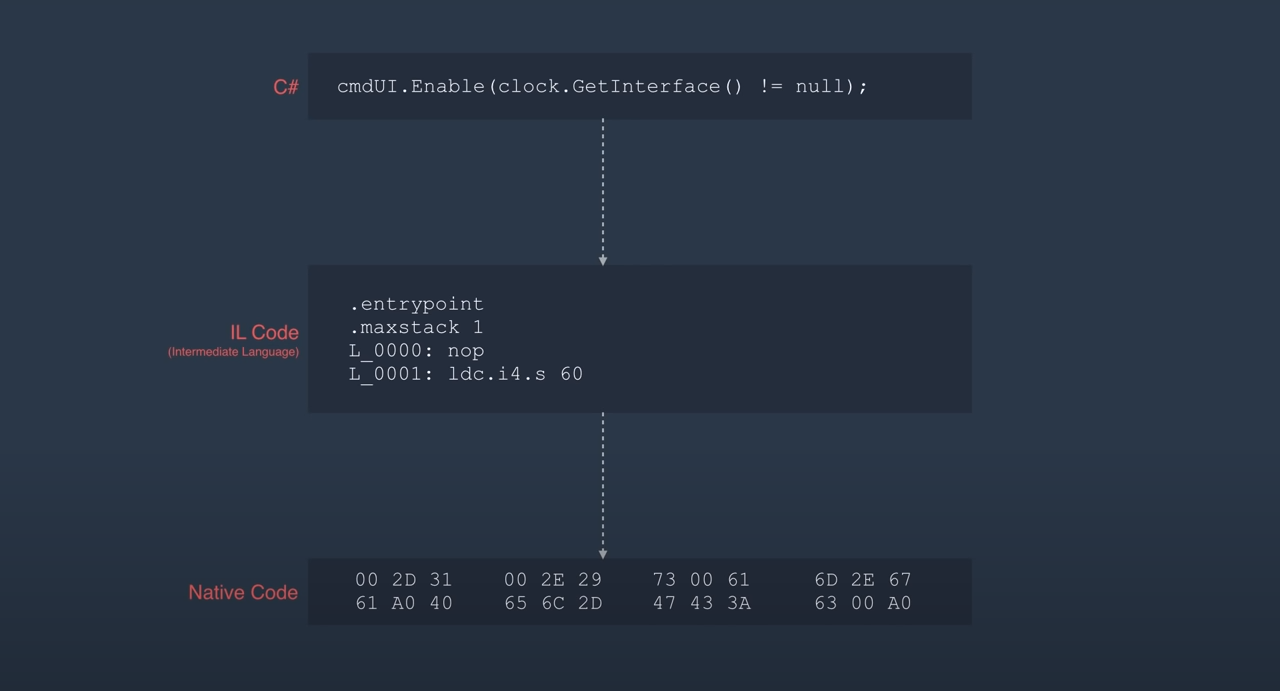 C#
cmdUI.Enable(clock.GetInterface() != null);
IL Code
(Intermediate Language)
.entrypoint
.maxstack 1
L_0000: nop
L_0001: ldc.i4.s 60
Native Code
00 2D 31 00 2E 29 73 00 61 6D 2E 67
61 A0 40 65 6C 2D 47 43 3A 63 00 A0